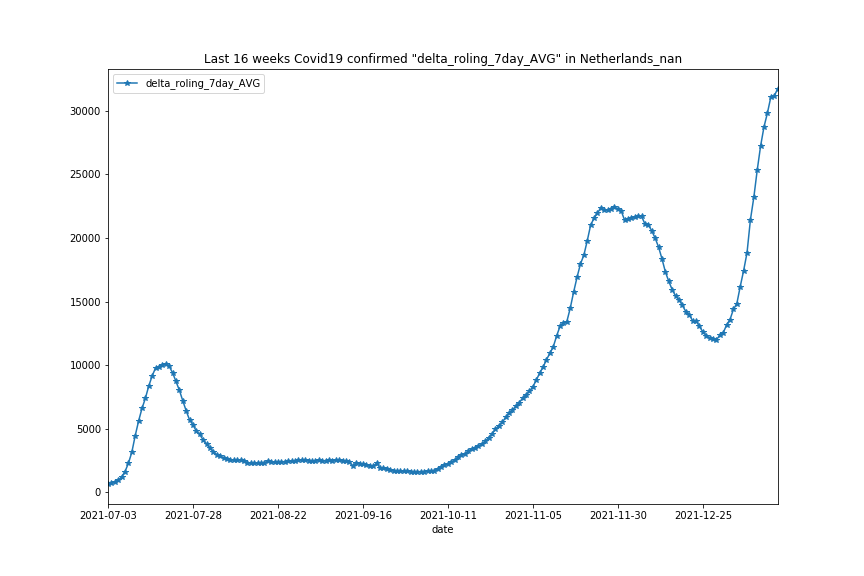 Last 16 weeks Covid19 confirmed "delta_roling_7day_AVG" in Netherlands_nan
delta_roling_7day_AVG
30000
25000
20000
15000
10000
5000
0
2021-07-03 2021-07-28 2021-08-22 2021-09-16 2021-10-11 2021-11-05 2021-11-30 2021-12-25
date